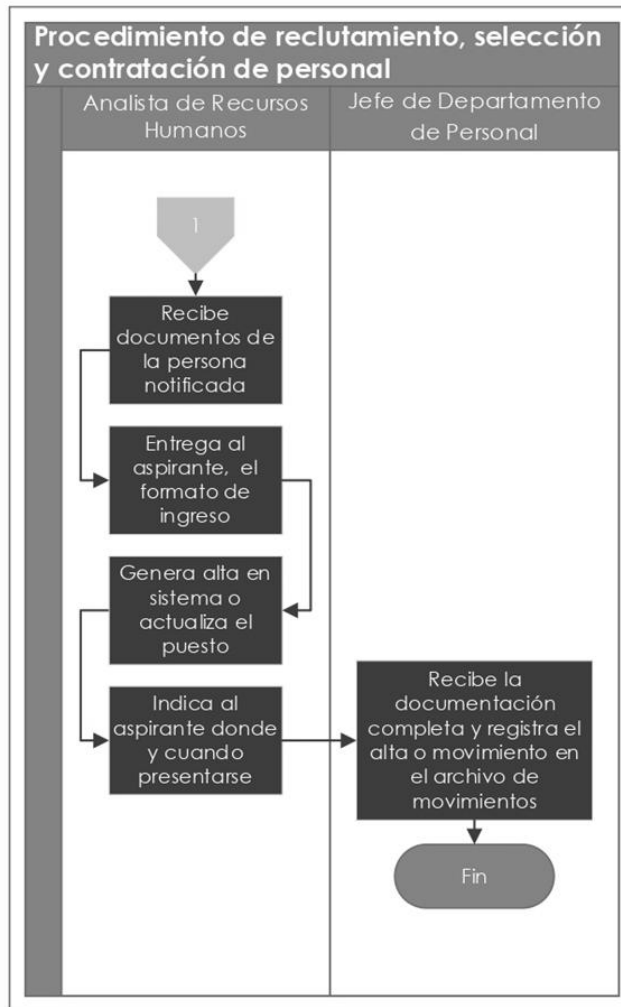 Procedimiento de reclutamiento, selección
y contratación de personal
Analista de Recursos
Humanos
Jefe de Departamento
de Personal
1
Recibe
documentos de
la persona
notificada
Entrega al
aspirante,  el
formato de
ingreso
Genera alta en
sistema o
actualiza el
puesto
Indica al
aspirante donde
y cuando
presentarse
Recibe la
documentación
completa y registra el
alta o movimiento en
el archivo de
movimientos
Fin